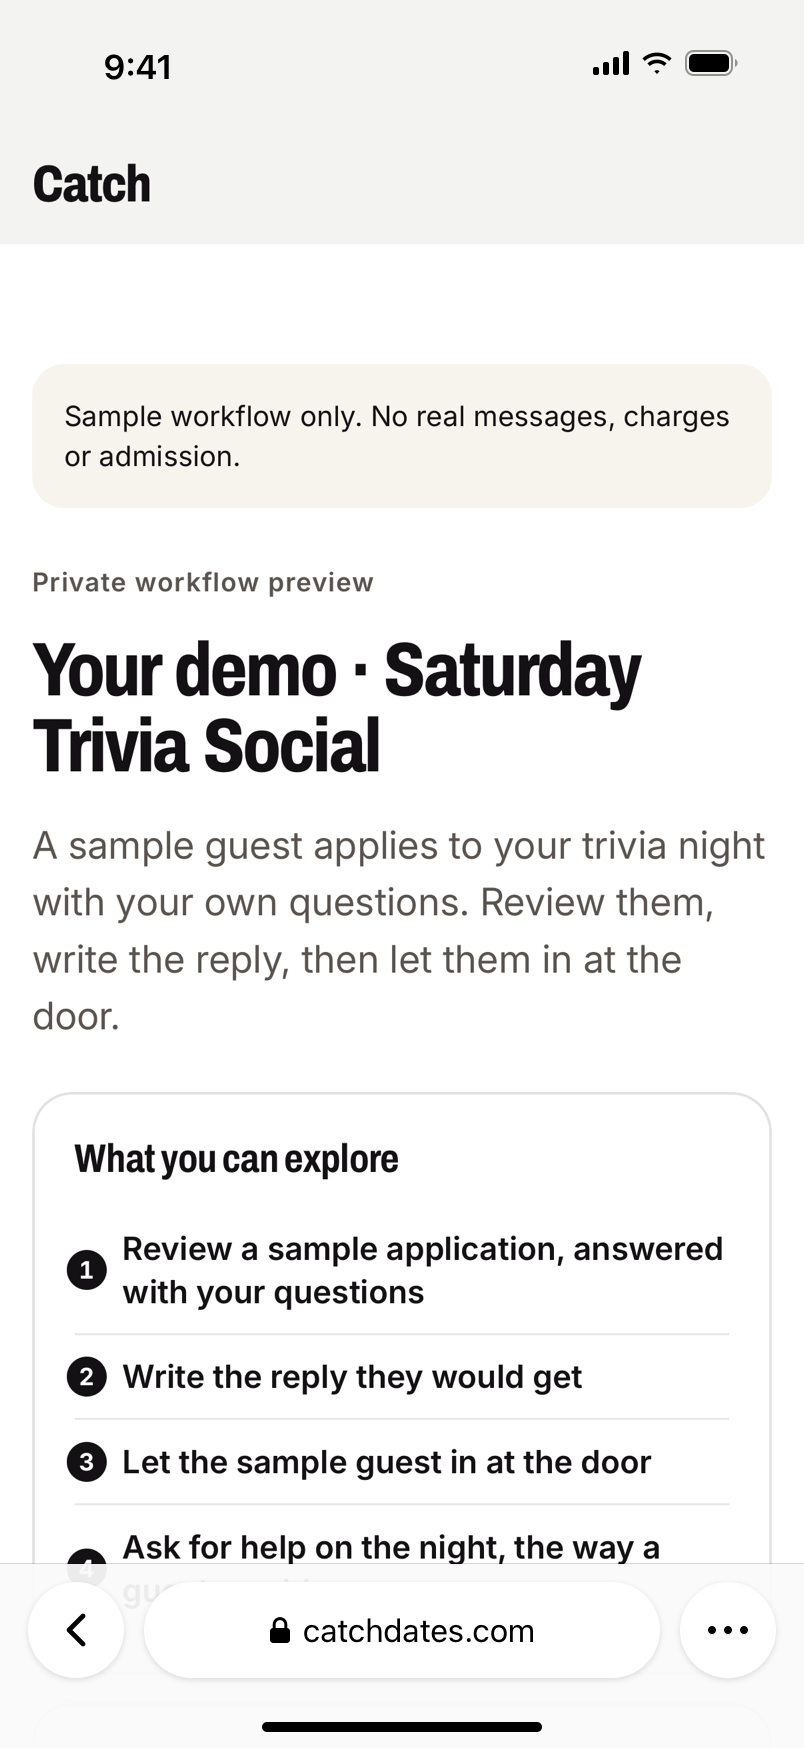 9:41
Catch
Sample workflow only. No real messages, charges
or admission.
Private workflow preview
Your demo · Saturday
Trivia Social
A sample guest applies to your trivia night
with your own questions. Review them,
write the reply, then let them in at the
door.
What you can explore
1 Review a sample application, answered
with your questions
2 Write the reply they would get
3 Let the sample guest in at the door
4 Ask for help on the night, the way a
catchdates.com